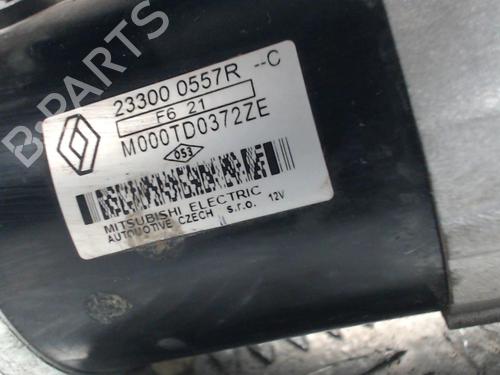 B-PARTS
23300 0557R --C
F6 21
M000TD0372ZE
053
MITSUBISHI ELECTRIC
AUTOMOTIVE CZECH s.r.o. 12V